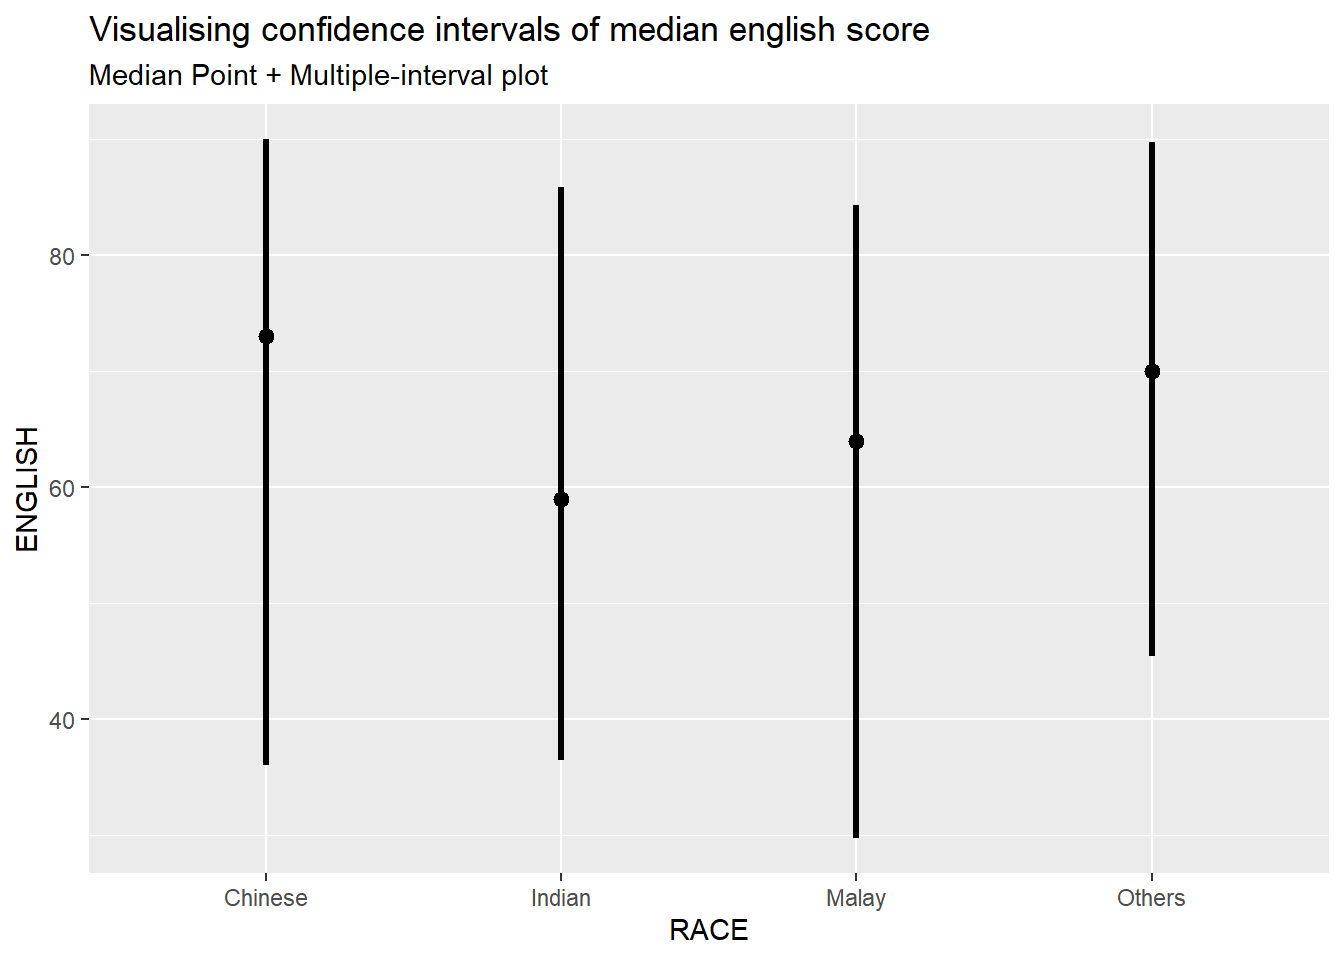 Visualising confidence intervals of median english score
Median Point + Multiple-interval plot
80
60
40
ENGLISH
Chinese Indian Malay Others
RACE